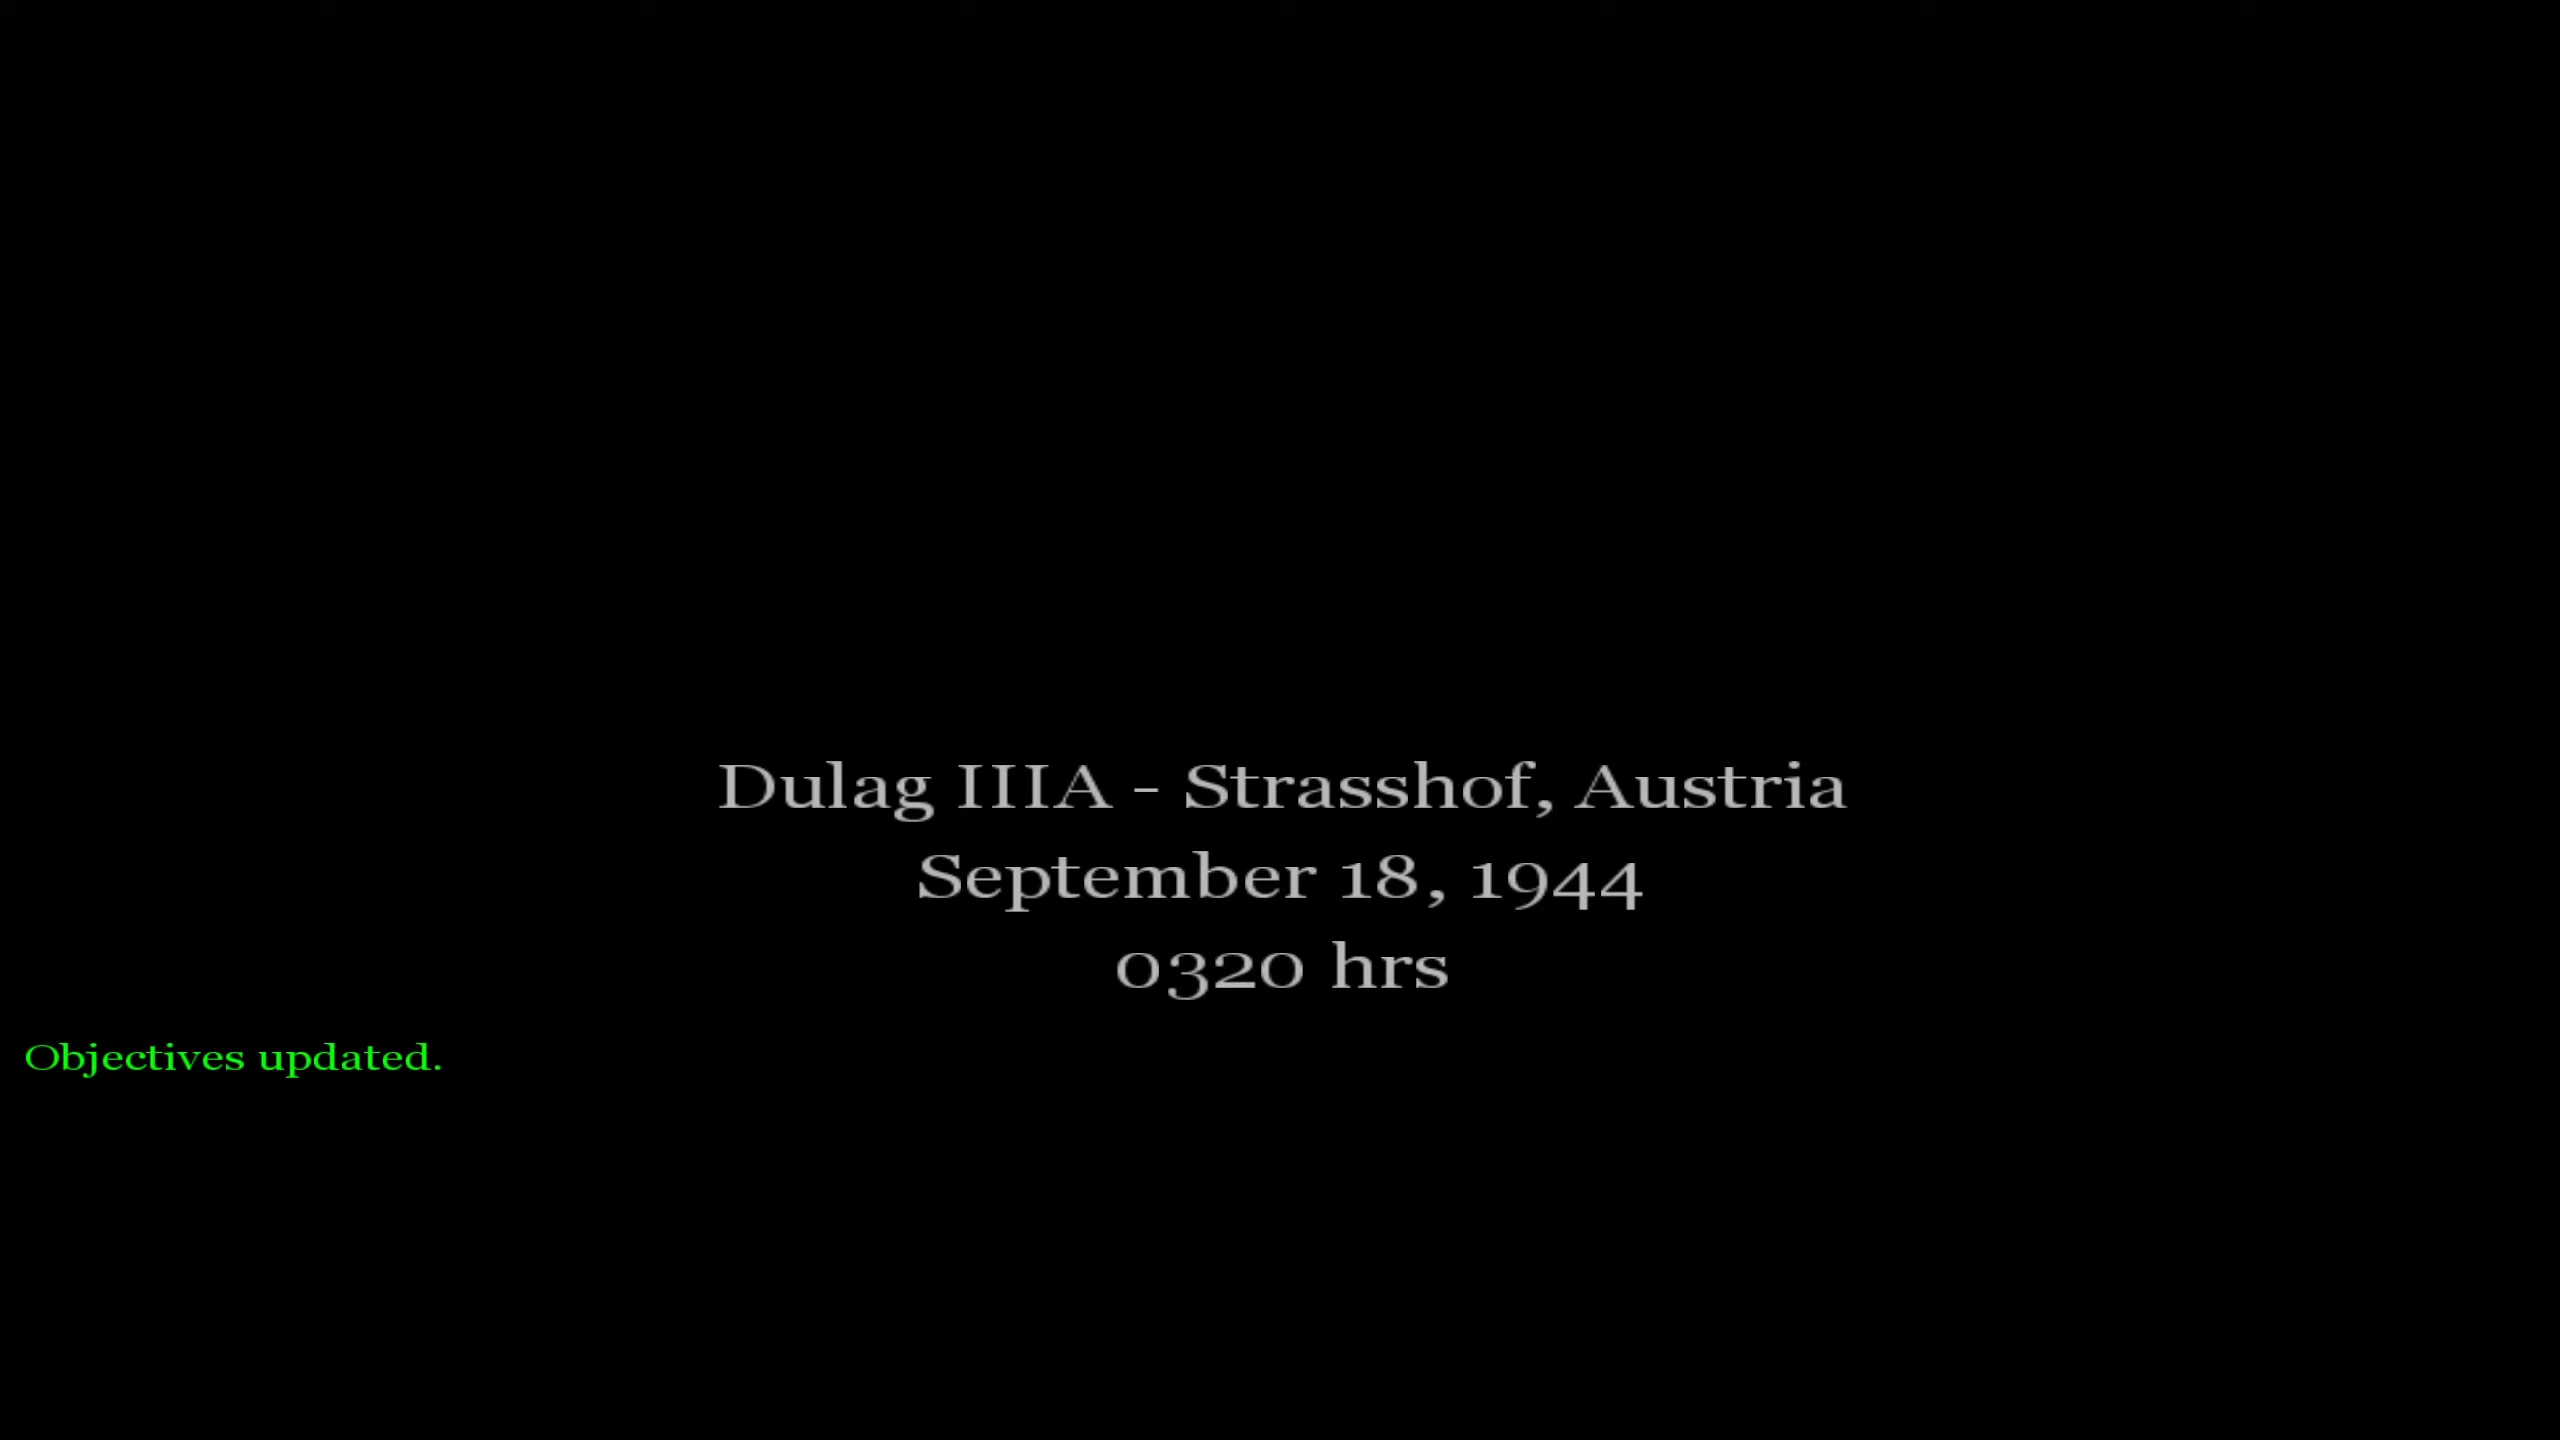 Dulag IIIA - Strasshof, Austria
September 18, 1944
0320 hrs
Objectives updated.